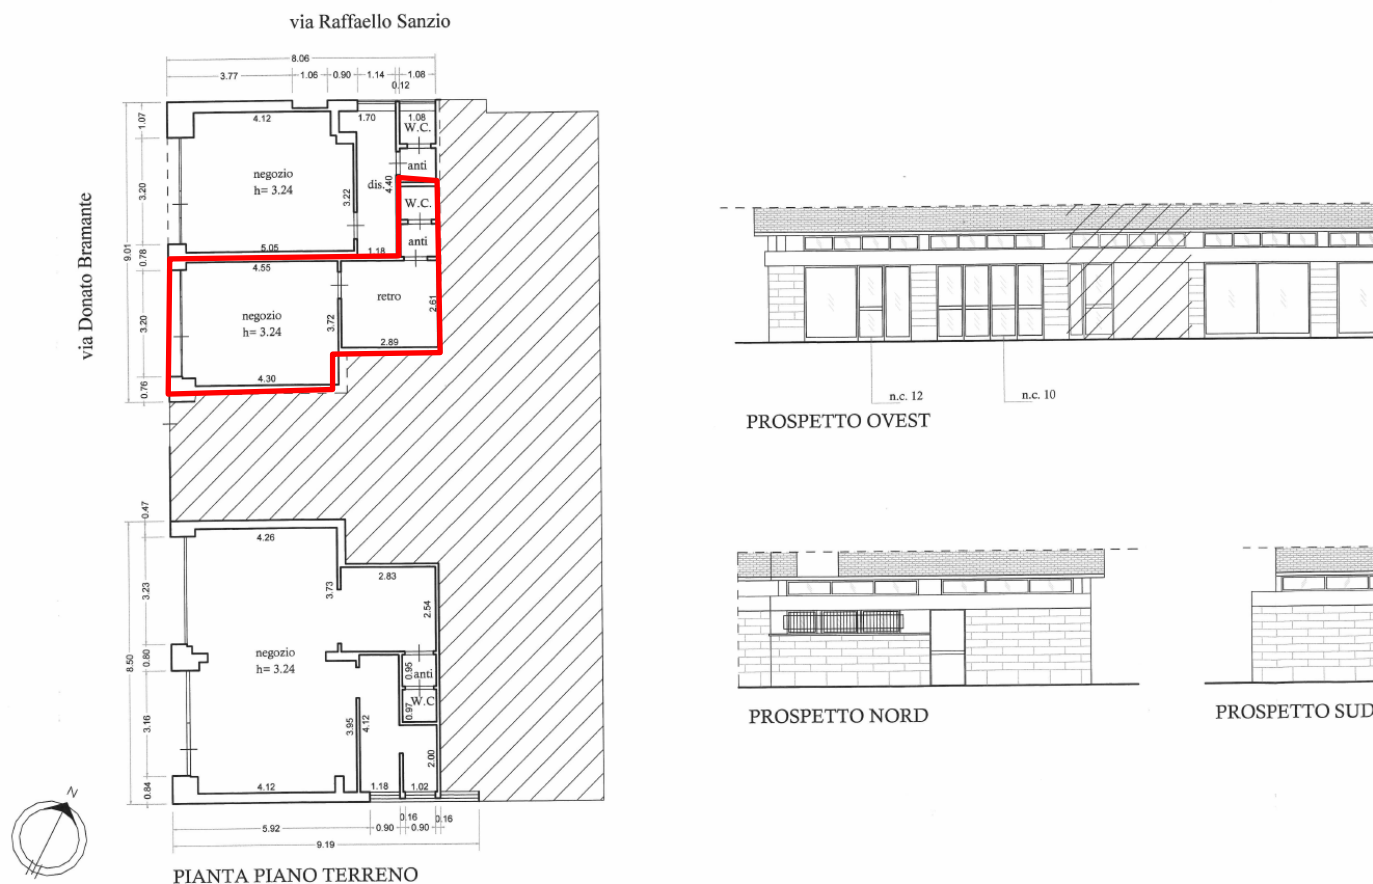 via Raffaello Sanzio
8.06
3.77 1.06 0.90 1.14 1.08
0.12
via Donato Bramante
9.01
1.07
3.20
0.78
3.20
0.76
4.12
1.70
1.08
W.C.
anti
negozio
h= 3.24
3.22
dis.
4.40
W.C.
anti
5.05
1.18
4.55
negozio
h= 3.24
3.72
retro
2.61
2.89
4.30
8.50
0.47
3.23
0.80
3.16
0.84
4.26
3.73
2.83
2.54
negozio
h= 3.24
0.95
anti
0.97
W.C
3.95
4.12
2.00
4.12
1.18
1.02
0.16
0.16
5.92
0.90
0.90
9.19
N
PIANTA PIANO TERRENO
n.c. 12
n.c. 10
PROSPETTO OVEST
PROSPETTO NORD
PROSPETTO SUD